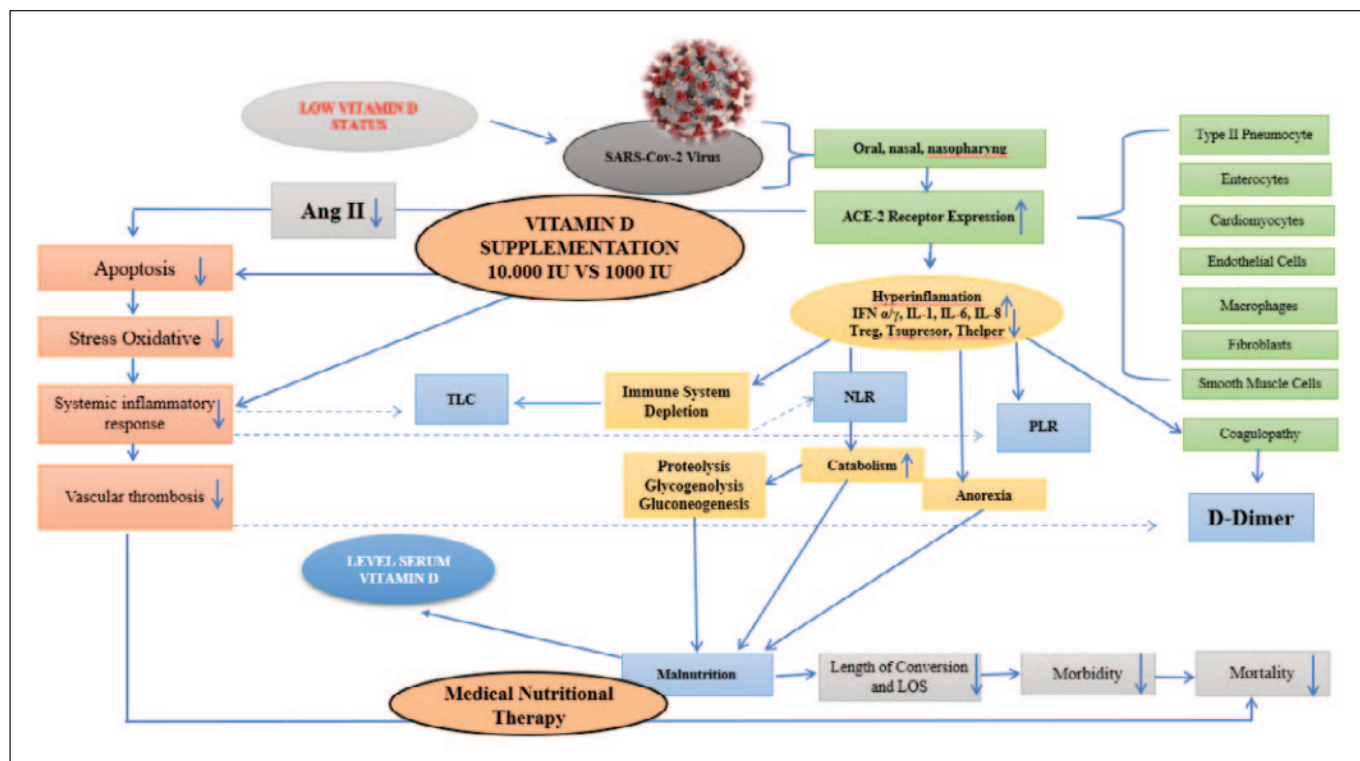 LOW VITAMIN D
STATUS
SARS-Cov-2 Virus
Oral, nasal, nasopharyng
Type II Pneumocyte
Enterocytes
Cardiomyocytes
Endothelial Cells
Macrophages
Fibroblasts
Smooth Muscle Cells
Ang II
VITAMIN D
SUPPLEMENTATION
10.000 IU VS 1000 IU
ACE-2 Receptor Expression
Apoptosis
Stress Oxidative
Systemic inflammatory
response
Vascular thrombosis
Hyperinflamation
IFN α/γ, IL-1, IL-6, IL-8
Treg, Tsupresor, Thelper
TLC
Immune System
Depletion
NLR
PLR
Coagulopathy
Proteolysis
Glycogenolysis
Gluconeogenesis
Catabolism
Anorexia
D-Dimer
LEVEL SERUM
VITAMIN D
Malnutrition
Length of Conversion
and LOS
Morbidity
Mortality
Medical Nutritional
Therapy